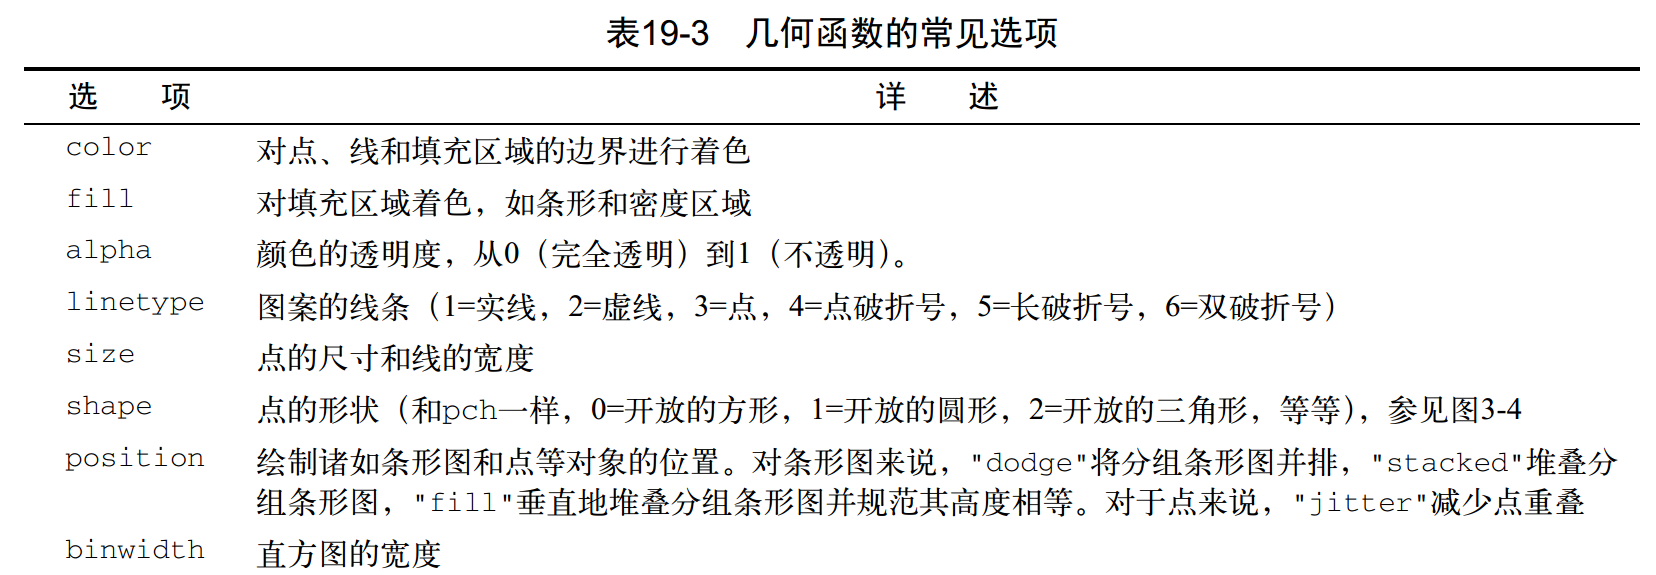 表19-3 几何函数的常见选项
选 项 详 述
color 对点、线和填充区域的边界进行着色
fill 对填充区域着色，如条形和密度区域
alpha 颜色的透明度，从0（完全透明）到1（不透明）。
linetype 图案的线条（1=实线，2=虚线，3=点，4=点破折号，5=长破折号，6=双破折号）
size 点的尺寸和线的宽度
shape 点的形状（和pch一样，0=开放的方形，1=开放的圆形，2=开放的三角形，等等），参见图3-4
position 绘制诸如条形图和点等对象的位置。对条形图来说，"dodge"将分组条形图并排，"stacked"堆叠分
组条形图，"fill"垂直地堆叠分组条形图并规范其高度相等。对于点来说，"jitter"减少点重叠
binwidth 直方图的宽度